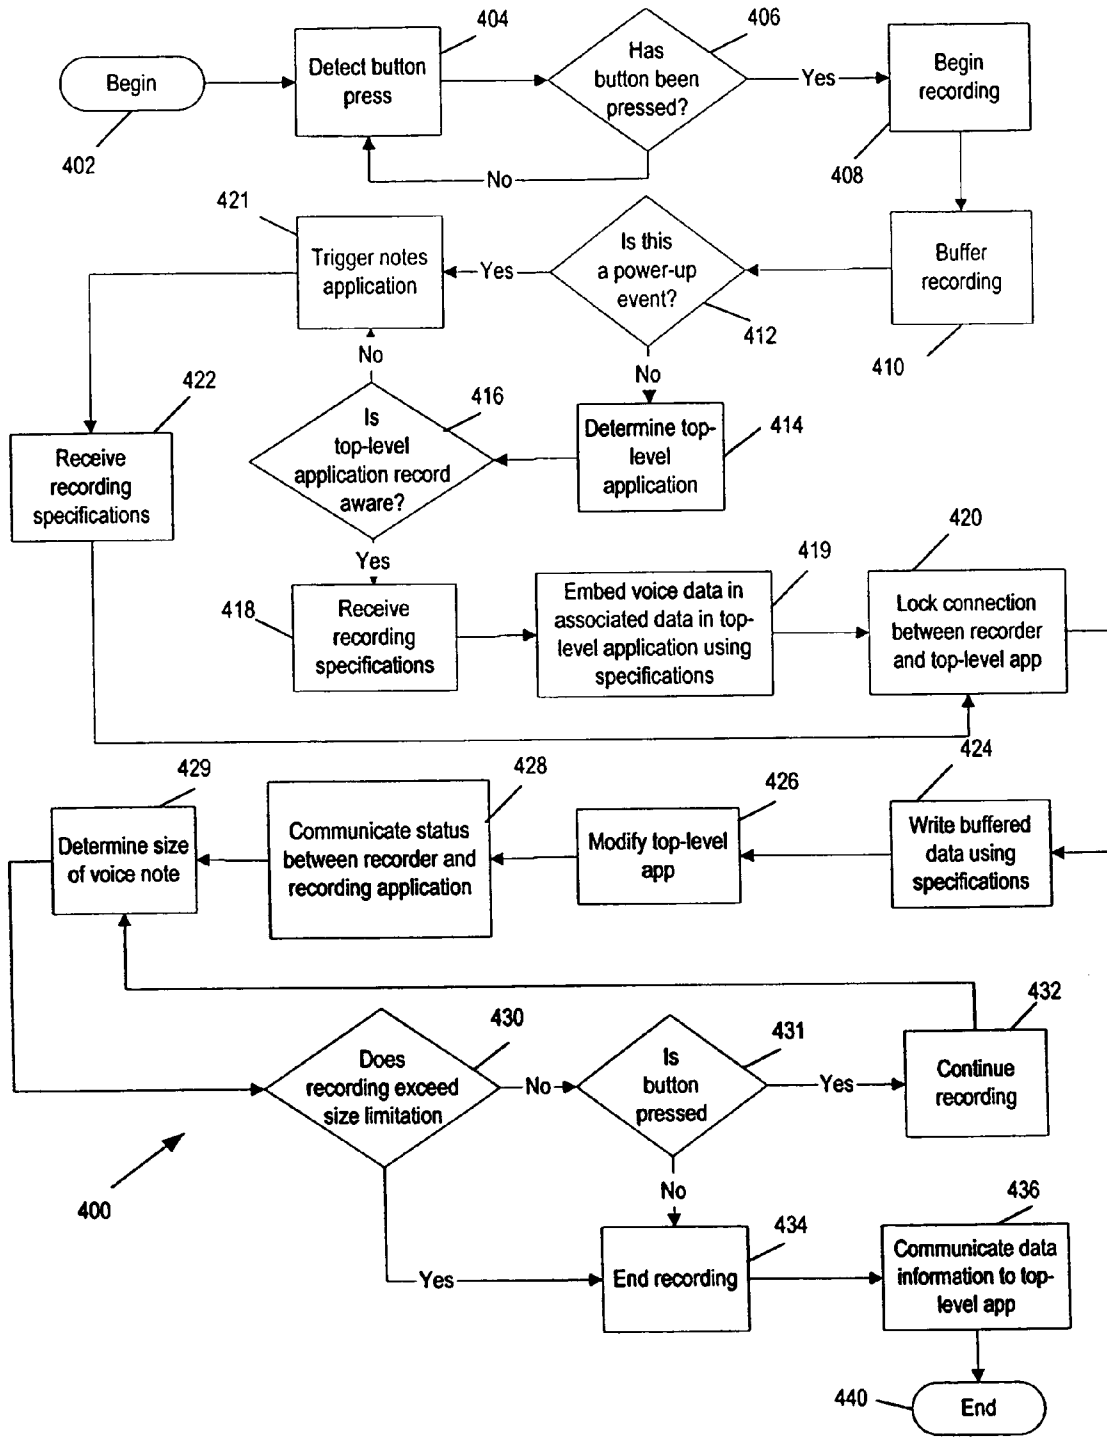 404
406
Begin
Detect button
press
Has
button been
pressed?
Yes
Begin
recording
402
408
No
421
Trigger notes
application
Yes
Is this
a power-up
event?
Buffer
recording
412
410
No
No
422
416
Is
top-level
application record
aware?
Determine top-
level
application
414
Receive
recording
specifications
Yes
420
419
418
Receive
recording
specifications
Embed voice data in
associated data in top-
level application using
specifications
Lock connection
between recorder
and top-level app
424
429
428
426
Determine size
of voice note
Communicate status
between recorder and
recording application
Modify top-level
app
Write buffered
data using
specifications
432
430
431
Does
recording exceed
size limitation
No
Is
button
pressed
Yes
Continue
recording
400
No
436
434
Yes
End recording
Communicate data
information to top-
level app
440
End